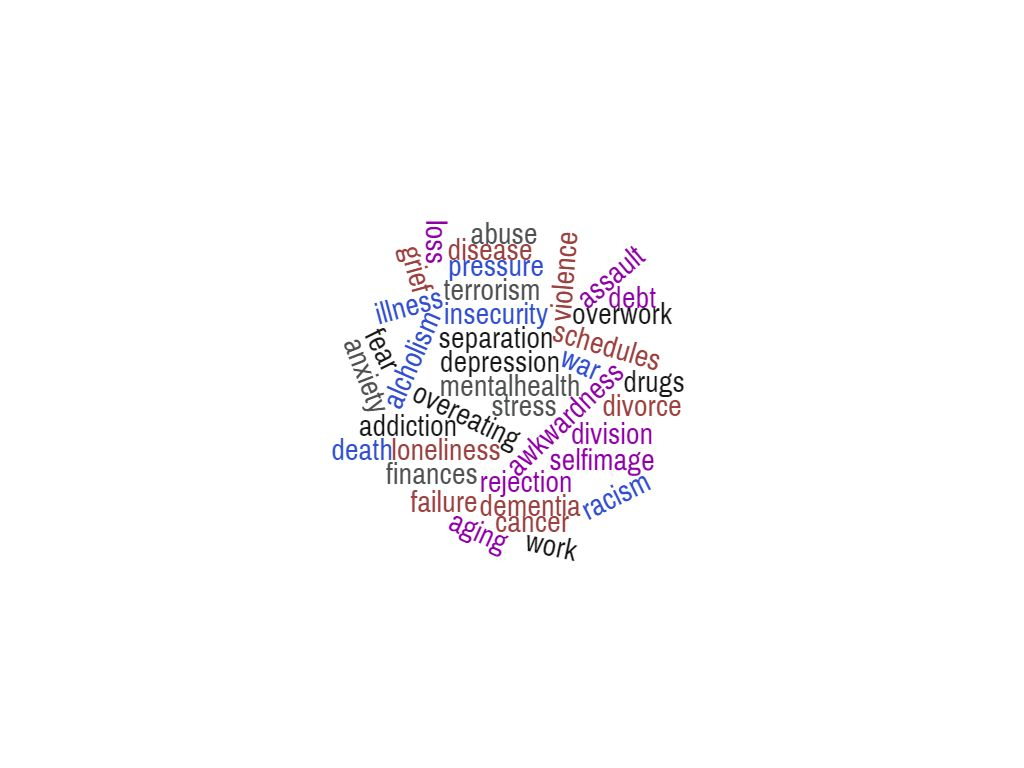 loss
abuse
grief
disease
violence
pressure
assault
terrorism
debt
illness
insecurity
overwork
fear
alcholism
separation
schedules
anxiety
depression
war
mentalhealth
drugs
overeating
stress
awkwardness
divorce
addiction
division
death
loneliness
selfimage
finances
rejection
racism
failure
dementia
aging
cancer
work